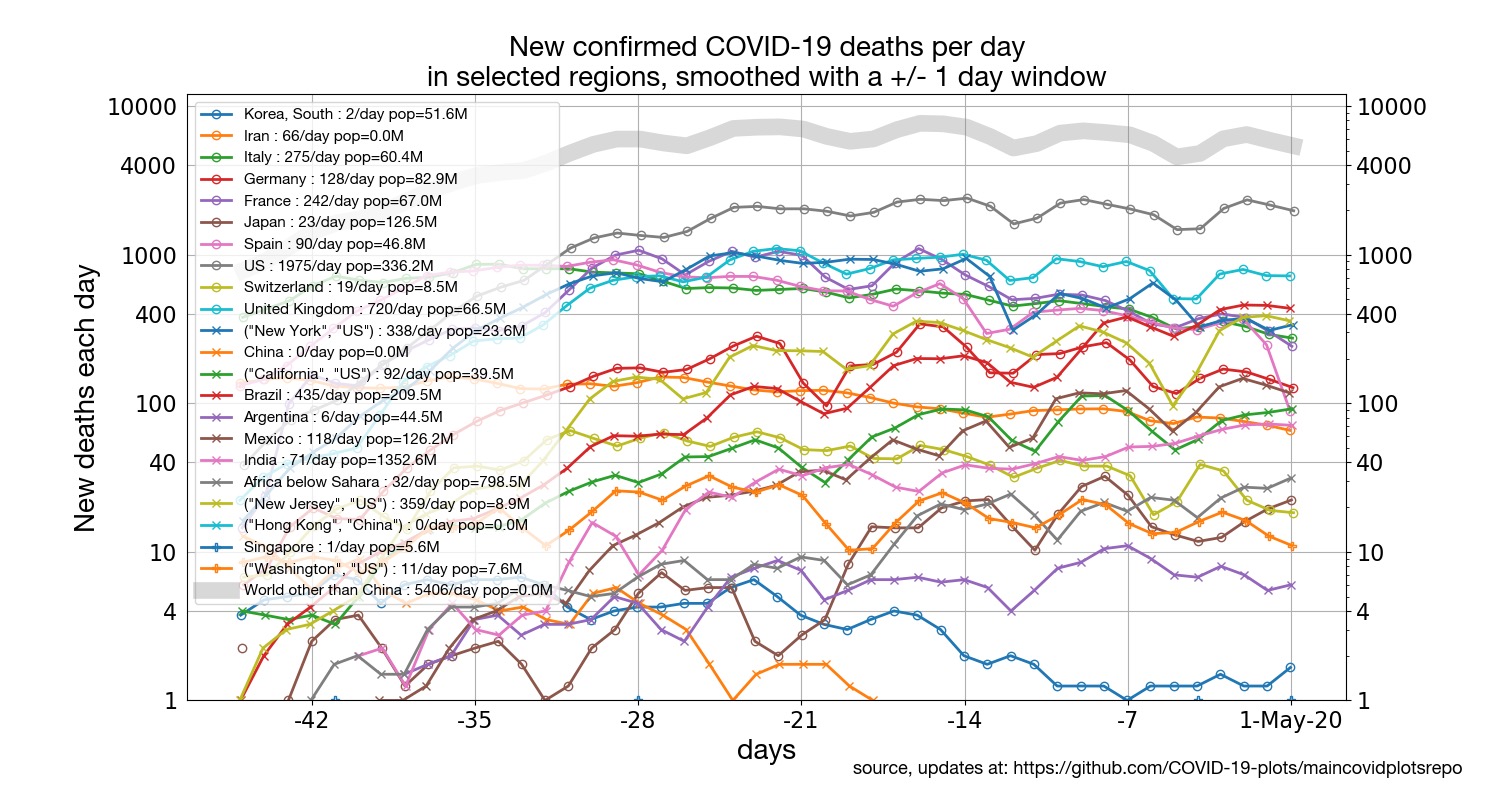 New confirmed COVID-19 deaths per day
in selected regions, smoothed with a +/- 1 day window
10000
4000
1000
400
100
40
10
4
1
New deaths each day
Korea, South : 2/day pop=51.6M
Iran : 66/day pop=0.0M
Italy : 275/day pop=60.4M
Germany : 128/day pop=82.9M
France : 242/day pop=67.0M
Japan : 23/day pop=126.5M
Spain : 90/day pop=46.8M
US : 1975/day pop=336.2M
Switzerland : 19/day pop=8.5M
United Kingdom : 720/day pop=66.5M
("New York", "US") : 338/day pop=23.6M
China : 0/day pop=0.0M
("California", "US") : 92/day pop=39.5M
Brazil : 435/day pop=209.5M
Argentina : 6/day pop=44.5M
Mexico : 118/day pop=126.2M
India : 71/day pop=1352.6M
Africa below Sahara : 32/day pop=798.5M
("New Jersey", "US") : 359/day pop=8.9M
("Hong Kong", "China") : 0/day pop=0.0M
Singapore : 1/day pop=5.6M
("Washington", "US") : 11/day pop=7.6M
World other than China : 5406/day pop=0.0M
10000
4000
1000
400
100
40
10
4
1
-42 -35 -28 -21 -14 -7 1-May-20
days
source, updates at: https://github.com/COVID-19-plots/maincovidplotsrepo